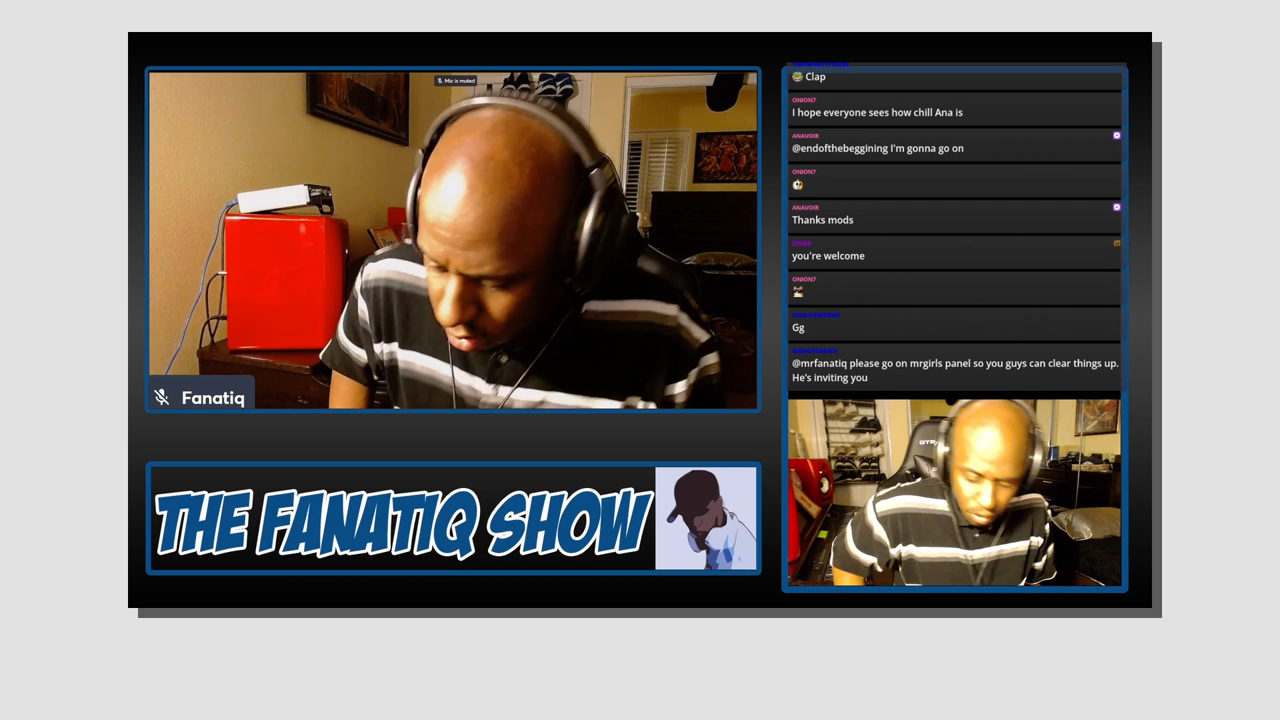 Mic is muted
Fanatiq
THE FANATIQ SHOW
Clap
ONION7
I hope everyone sees how chill Ana is
ANAVOIR
@endofthebeggining I'm gonna go on
ONION7
ANAVOIR
Thanks mods
you're welcome
ONION7
Gg
@mrfanatiq please go on mrgirls panel so you guys can clear things up.
He's inviting you